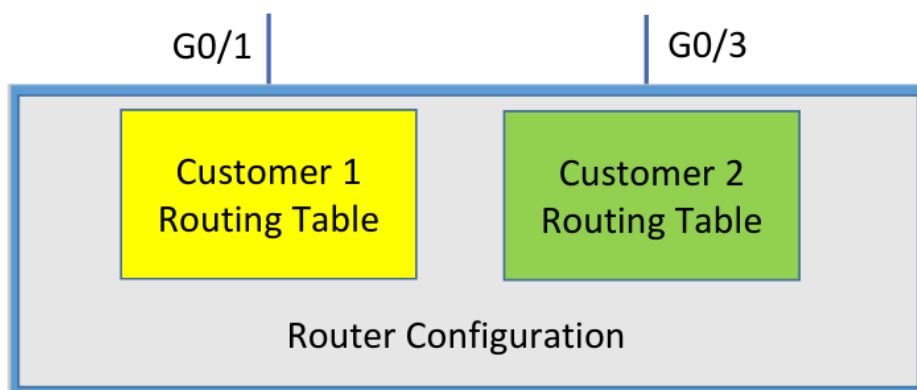 G0/1
G0/3
Customer 1
Routing Table
Customer 2
Routing Table
Router Configuration